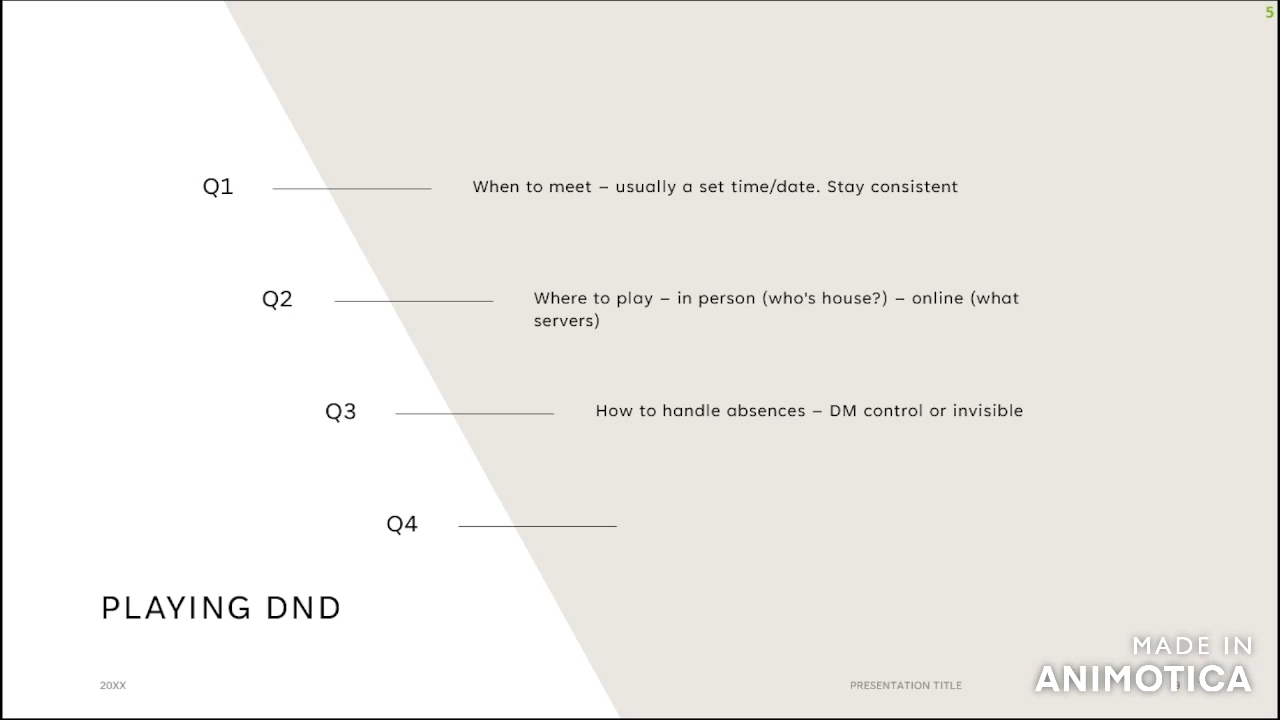 5
Q1
When to meet – usually a set time/date. Stay consistent
Q2
Where to play – in person (who's house?) – online (what
servers)
Q3
How to handle absences – DM control or invisible
Q4
PLAYING DND
20XX
PRESENTATION TITLE
MADE IN
ANIMOTICA